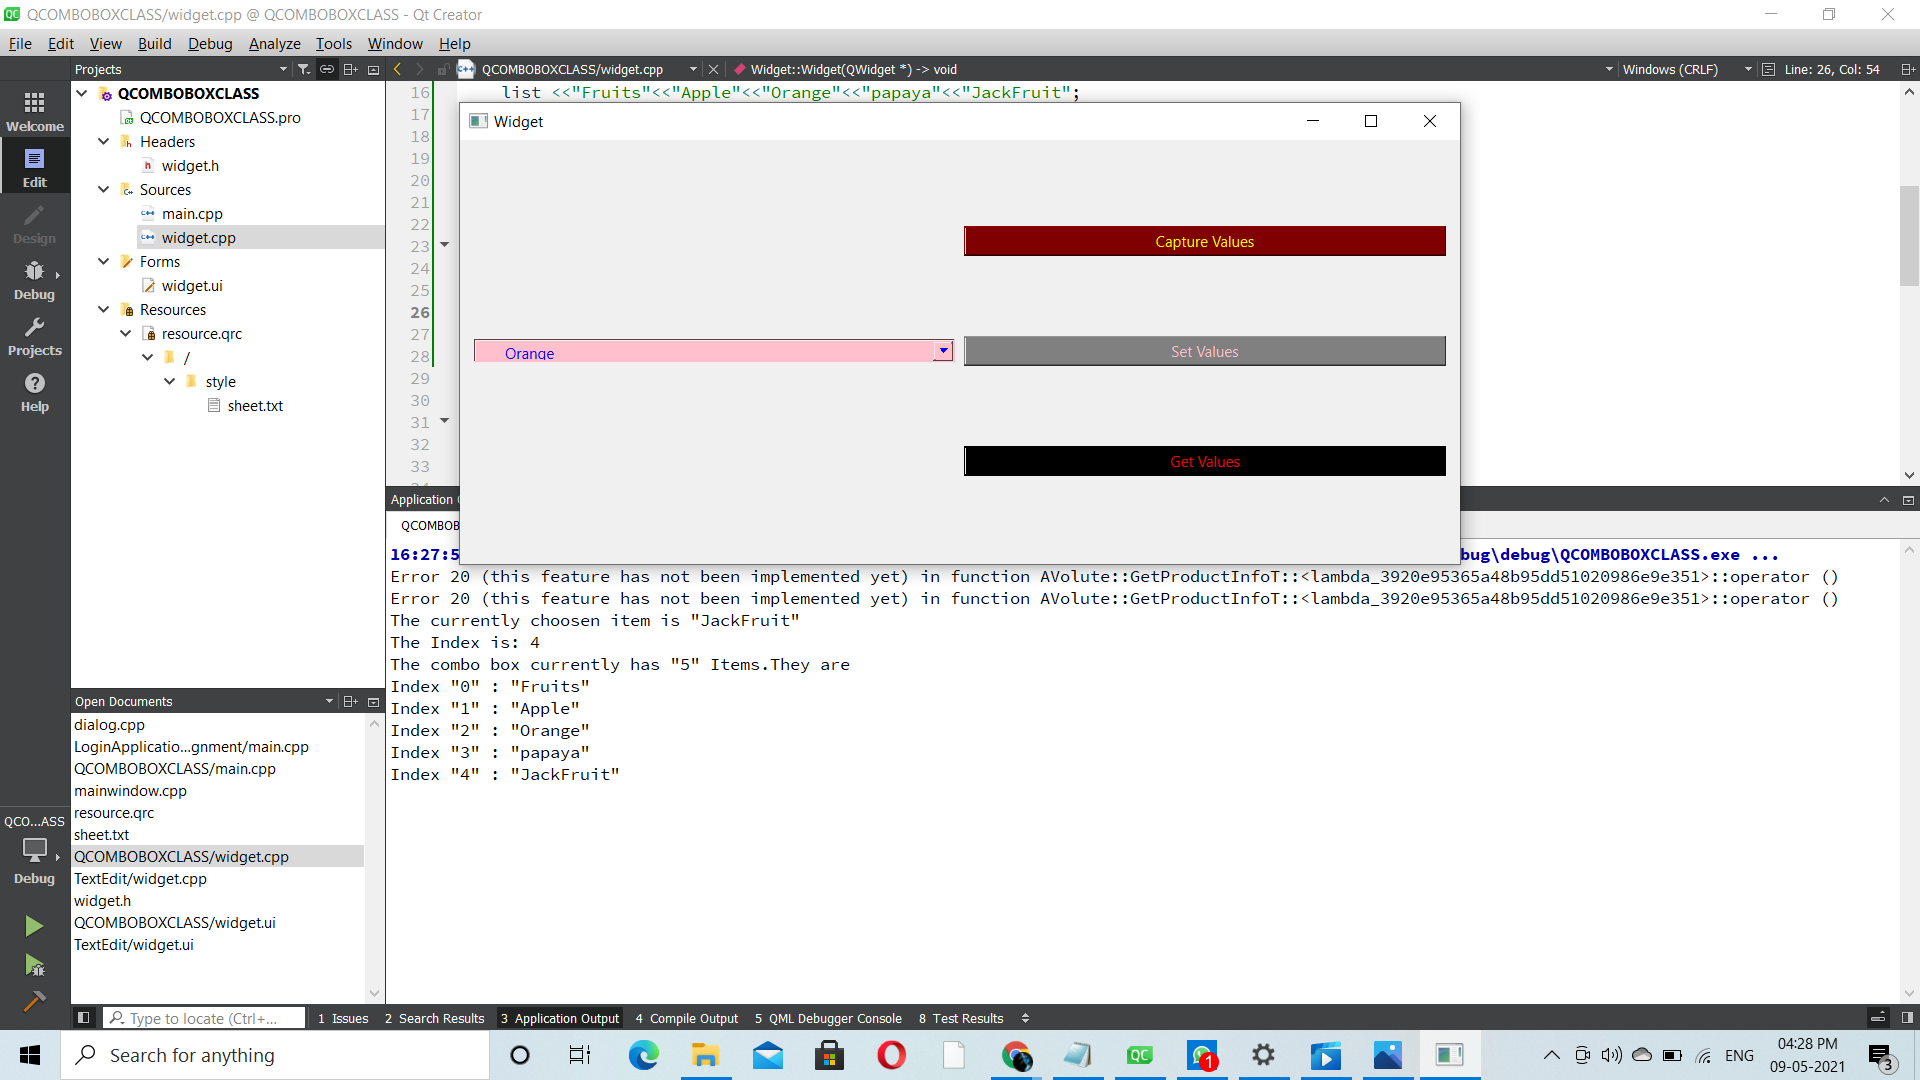 QCOMBOBOXCLASS/widget.cpp @ QCOMBOBOXCLASS - Qt Creator
File Edit View Build Debug Analyze Tools Window Help
Projects
QCOMBOBOXCLASS/widget.cpp
Widget::Widget(QWidget *) -> void
Windows (CRLF)
Line: 26, Col: 54
Welcome
Edit
Design
Debug
Projects
Help
QCOMBOBOXCLASS
QCOMBOBOXCLASS.pro
Headers
widget.h
Sources
main.cpp
widget.cpp
Forms
widget.ui
Resources
resource.qrc
/
style
sheet.txt
16 list <<"Fruits"<<"Apple"<<"Orange"<<"papaya"<<"JackFruit";
17
18
19
20
21
22
23
24
25
26
27
28
29
30
31
32
33
Widget
Capture Values
Orange
Set Values
Get Values
Application
QCOMBOB
16:27:5 bug\debug\QCOMBOBOXCLASS.exe ...
Error 20 (this feature has not been implemented yet) in function AVolute::GetProductInfoT::<lambda_3920e95365a48b95dd51020986e9e351>::operator ()
Error 20 (this feature has not been implemented yet) in function AVolute::GetProductInfoT::<lambda_3920e95365a48b95dd51020986e9e351>::operator ()
The currently choosen item is "JackFruit"
The Index is: 4
The combo box currently has "5" Items.They are
Index "0" : "Fruits"
Index "1" : "Apple"
Index "2" : "Orange"
Index "3" : "papaya"
Index "4" : "JackFruit"
Open Documents
dialog.cpp
LoginApplicatio...gnment/main.cpp
QCOMBOBOXCLASS/main.cpp
mainwindow.cpp
resource.qrc
sheet.txt
QCOMBOBOXCLASS/widget.cpp
TextEdit/widget.cpp
widget.h
QCOMBOBOXCLASS/widget.ui
TextEdit/widget.ui
QCO...ASS
Debug
Type to locate (Ctrl+...
1 Issues 2 Search Results 3 Application Output 4 Compile Output 5 QML Debugger Console 8 Test Results
Search for anything
QC
1
ENG
04:28 PM
09-05-2021
3